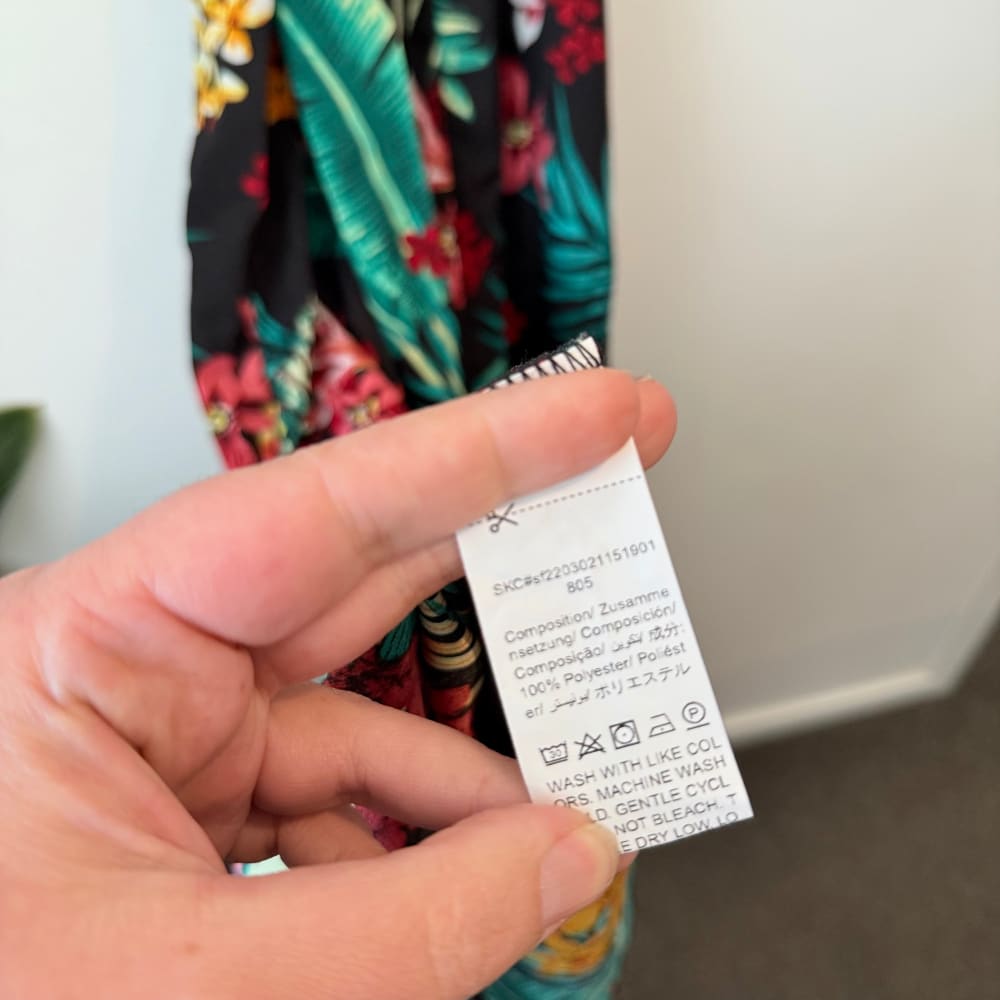 SKC#sf2203021151901
805
Composition/ Zusamme
nsetzung/ Composición/
Composição/ تكوين/ 成分:
100% Polyester/ Poliést
er/ بوليستر/ ポリエステル
30 P
WASH WITH LIKE COL
ORS. MACHINE WASH
LD. GENTLE CYCL
NOT BLEACH. T
E DRY LOW. LO